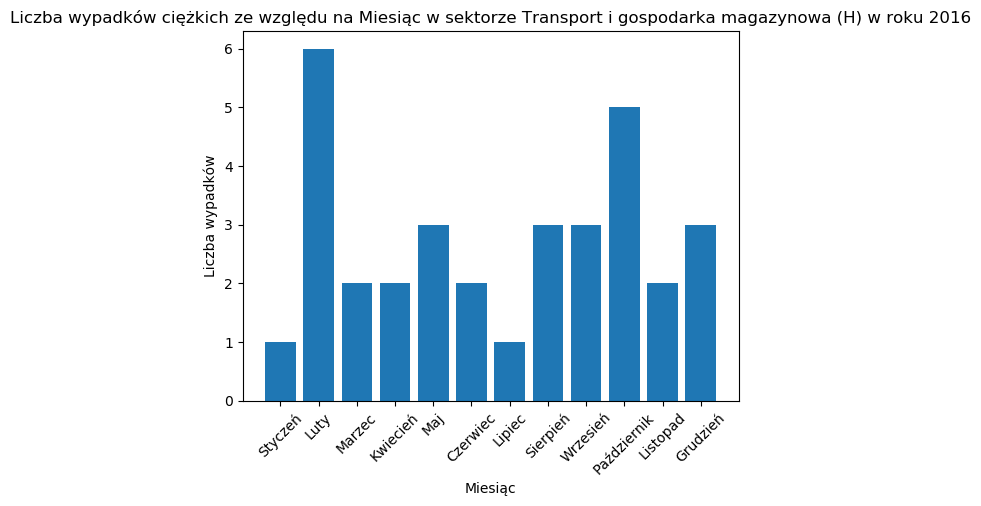 Liczba wypadków ciężkich ze względu na Miesiąc w sektorze Transport i gospodarka magazynowa (H) w roku 2016
6
5
4
3
2
1
0
Liczba wypadków
Styczeń
Luty
Marzec
Kwiecień
Maj
Czerwiec
Lipiec
Sierpień
Wrzesień
Październik
Listopad
Grudzień
Miesiąc